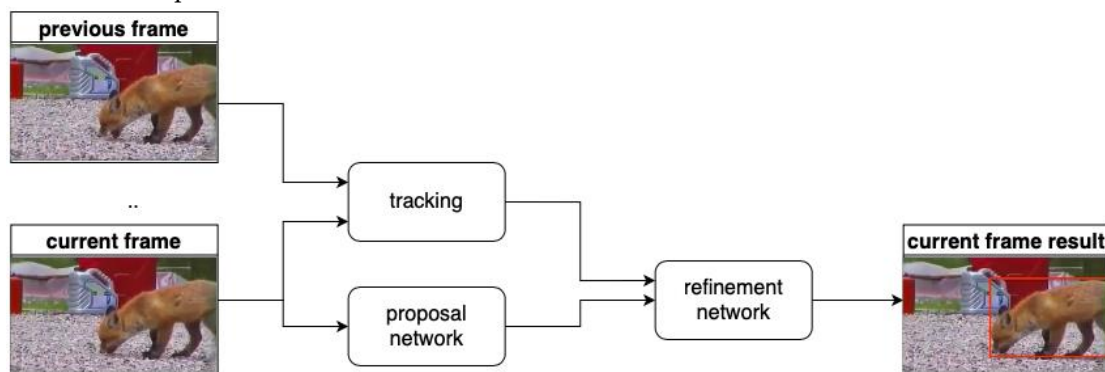 previous frame
tracking
..
current frame
current frame result
proposal
network
refinement
network